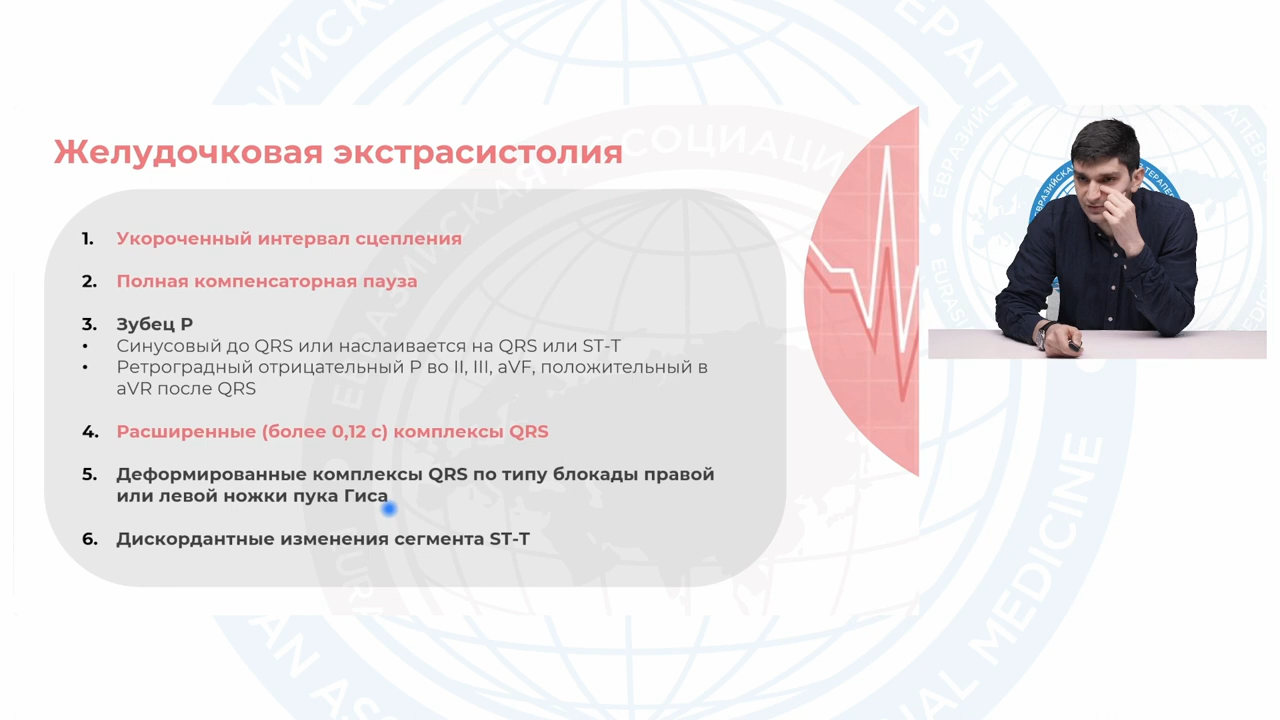 Желудочковая экстрасистолия
1. Укороченный интервал сцепления
2. Полная компенсаторная пауза
3. Зубец Р
• Синусовый до QRS или наслаивается на QRS или ST-T
• Ретроградный отрицательный Р во II, III, aVF, положительный в
aVR после QRS
4. Расширенные (более 0,12 с) комплексы QRS
5. Деформированные комплексы QRS по типу блокады правой
или левой ножки пука Гиса
6. Дискордантные изменения сегмента ST-T